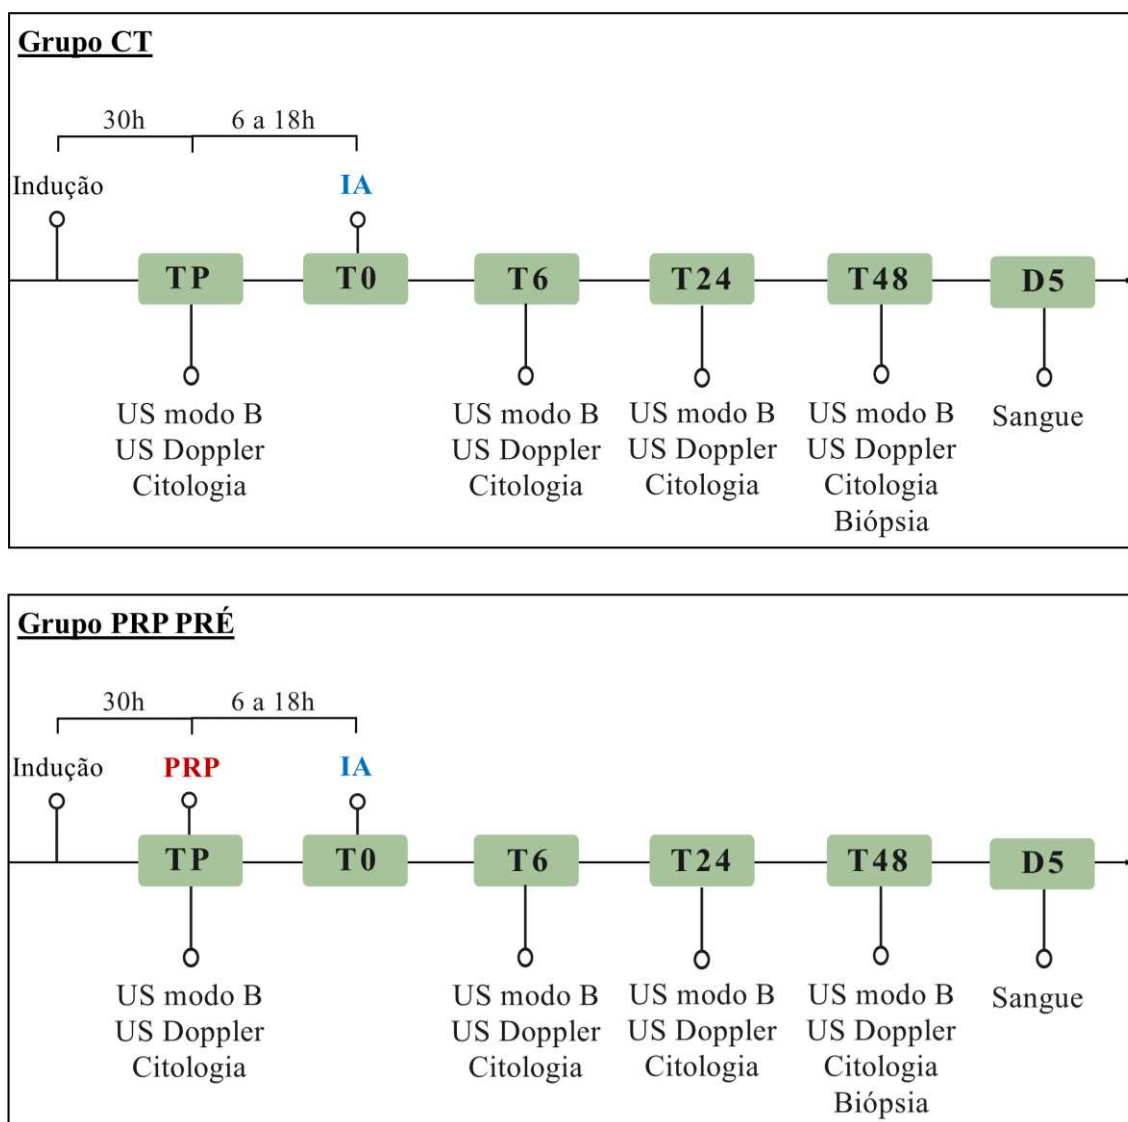 Grupo CT
30h 6 a 18h
Indução IA
TP T0 T6 T24 T48 D5
US modo B US modo B US modo B US modo B Sangue
US Doppler US Doppler US Doppler US Doppler
Citologia Citologia Citologia Citologia
Biópsia
Grupo PRP PRÉ
30h 6 a 18h
Indução PRP IA
TP T0 T6 T24 T48 D5
US modo B US modo B US modo B US modo B Sangue
US Doppler US Doppler US Doppler US Doppler
Citologia Citologia Citologia Citologia
Biópsia